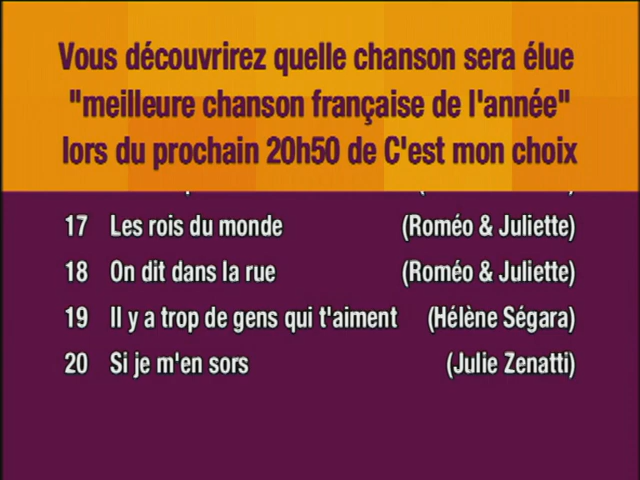 Vous découvrirez quelle chanson sera élue
"meilleure chanson française de l'année"
lors du prochain 20h50 de C'est mon choix
17 Les rois du monde (Roméo & Juliette)
18 On dit dans la rue (Roméo & Juliette)
19 Il y a trop de gens qui t'aiment (Hélène Ségara)
20 Si je m'en sors (Julie Zenatti)